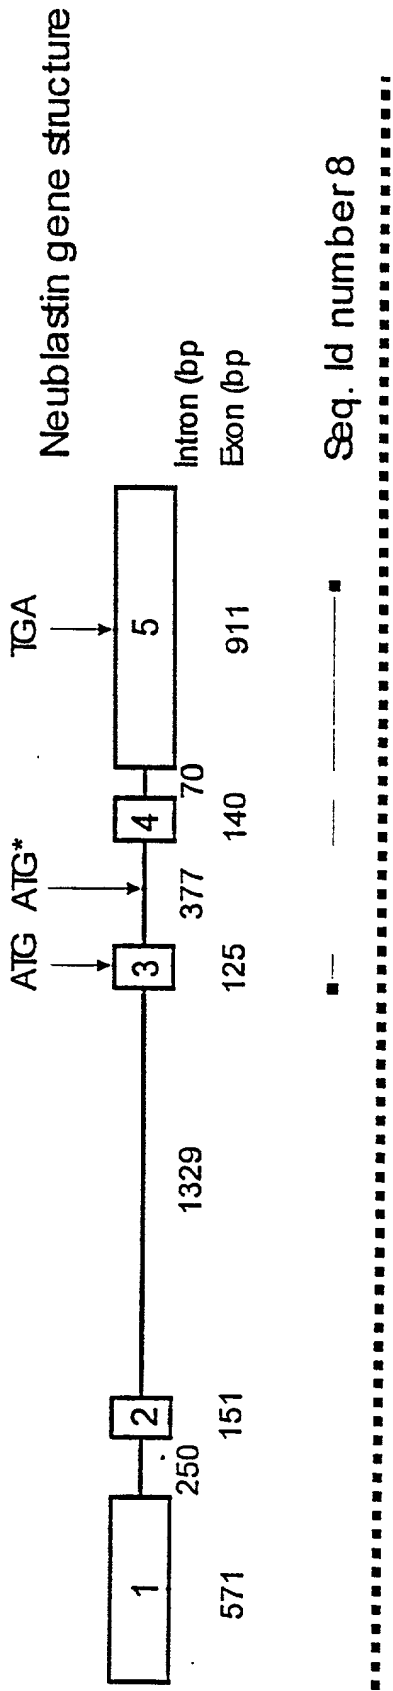 Neublastin gene structure
ATG ATG* TGA
1 2 3 4 5
250 1329 377 70 Intron (bp
571 151 125 140 911 Exon (bp
Seq. Id number 8